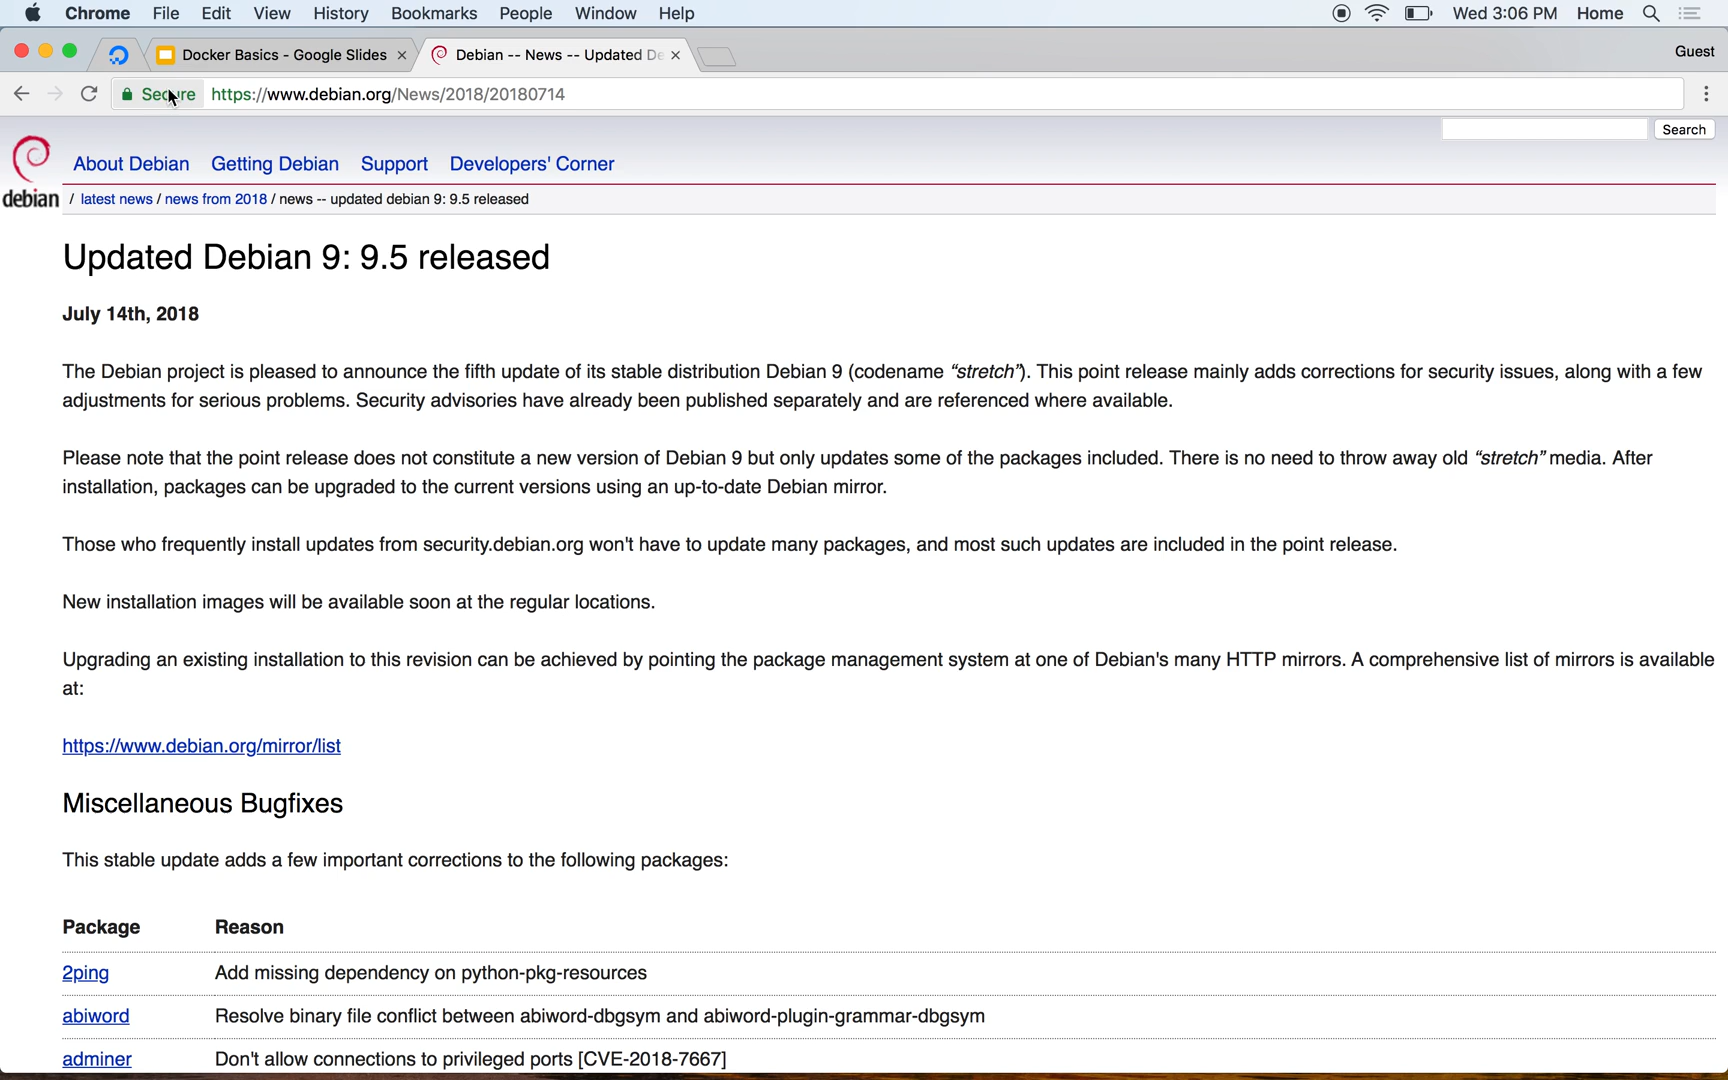 Chrome File Edit View History Bookmarks People Window Help Wed 3:06 PM Home
Docker Basics - Google Slides Debian -- News -- Updated De Guest
Secure https://www.debian.org/News/2018/20180714
Search
debian
About Debian Getting Debian Support Developers' Corner
/ latest news / news from 2018 / news -- updated debian 9: 9.5 released
Updated Debian 9: 9.5 released
July 14th, 2018
The Debian project is pleased to announce the fifth update of its stable distribution Debian 9 (codename “stretch”). This point release mainly adds corrections for security issues, along with a few
adjustments for serious problems. Security advisories have already been published separately and are referenced where available.
Please note that the point release does not constitute a new version of Debian 9 but only updates some of the packages included. There is no need to throw away old “stretch” media. After
installation, packages can be upgraded to the current versions using an up-to-date Debian mirror.
Those who frequently install updates from security.debian.org won't have to update many packages, and most such updates are included in the point release.
New installation images will be available soon at the regular locations.
Upgrading an existing installation to this revision can be achieved by pointing the package management system at one of Debian's many HTTP mirrors. A comprehensive list of mirrors is available
at:
https://www.debian.org/mirror/list
Miscellaneous Bugfixes
This stable update adds a few important corrections to the following packages:
Package Reason
2ping Add missing dependency on python-pkg-resources
abiword Resolve binary file conflict between abiword-dbgsym and abiword-plugin-grammar-dbgsym
adminer Don't allow connections to privileged ports [CVE-2018-7667]